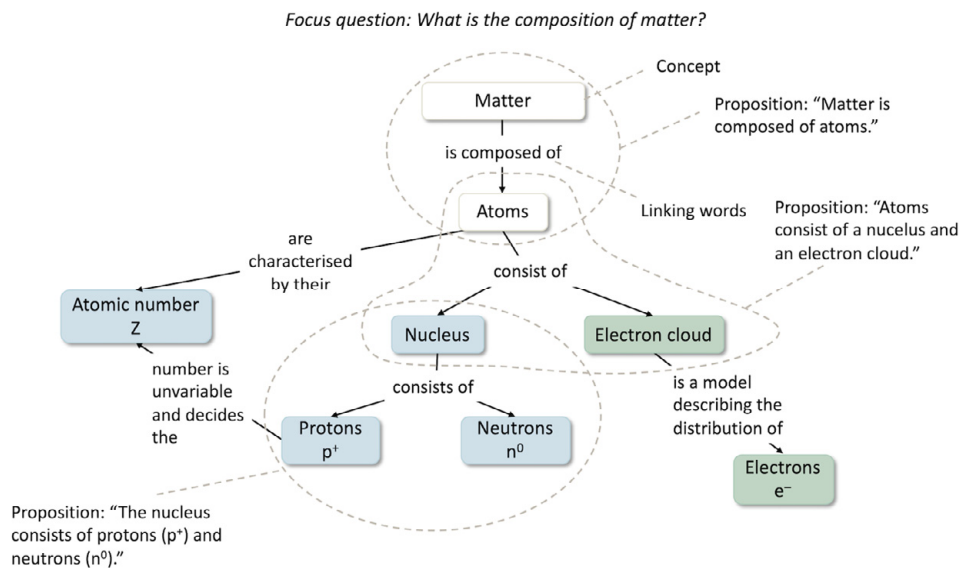 Focus question: What is the composition of matter?
Concept
Matter
Proposition: “Matter is
composed of atoms.”
is composed of
Atoms
Linking words
Proposition: “Atoms
consist of a nucelus and
an electron cloud.”
are
characterised
by their
consist of
Atomic number
Z
Nucleus
Electron cloud
number is
unvariable
and decides
the
consists of
is a model
describing the
distribution of
Protons
p⁺
Neutrons
n⁰
Electrons
e⁻
Proposition: “The nucleus
consists of protons (p⁺) and
neutrons (n⁰).”